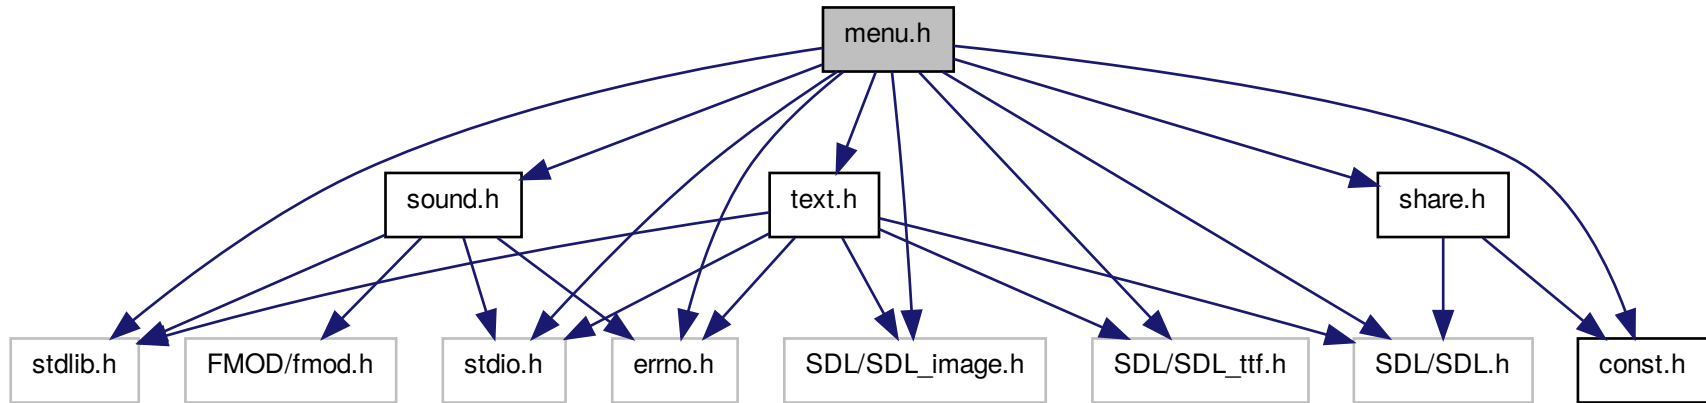 menu.h
sound.h
text.h
share.h
stdlib.h
FMOD/fmod.h
stdio.h
errno.h
SDL/SDL_image.h
SDL/SDL_ttf.h
SDL/SDL.h
const.h